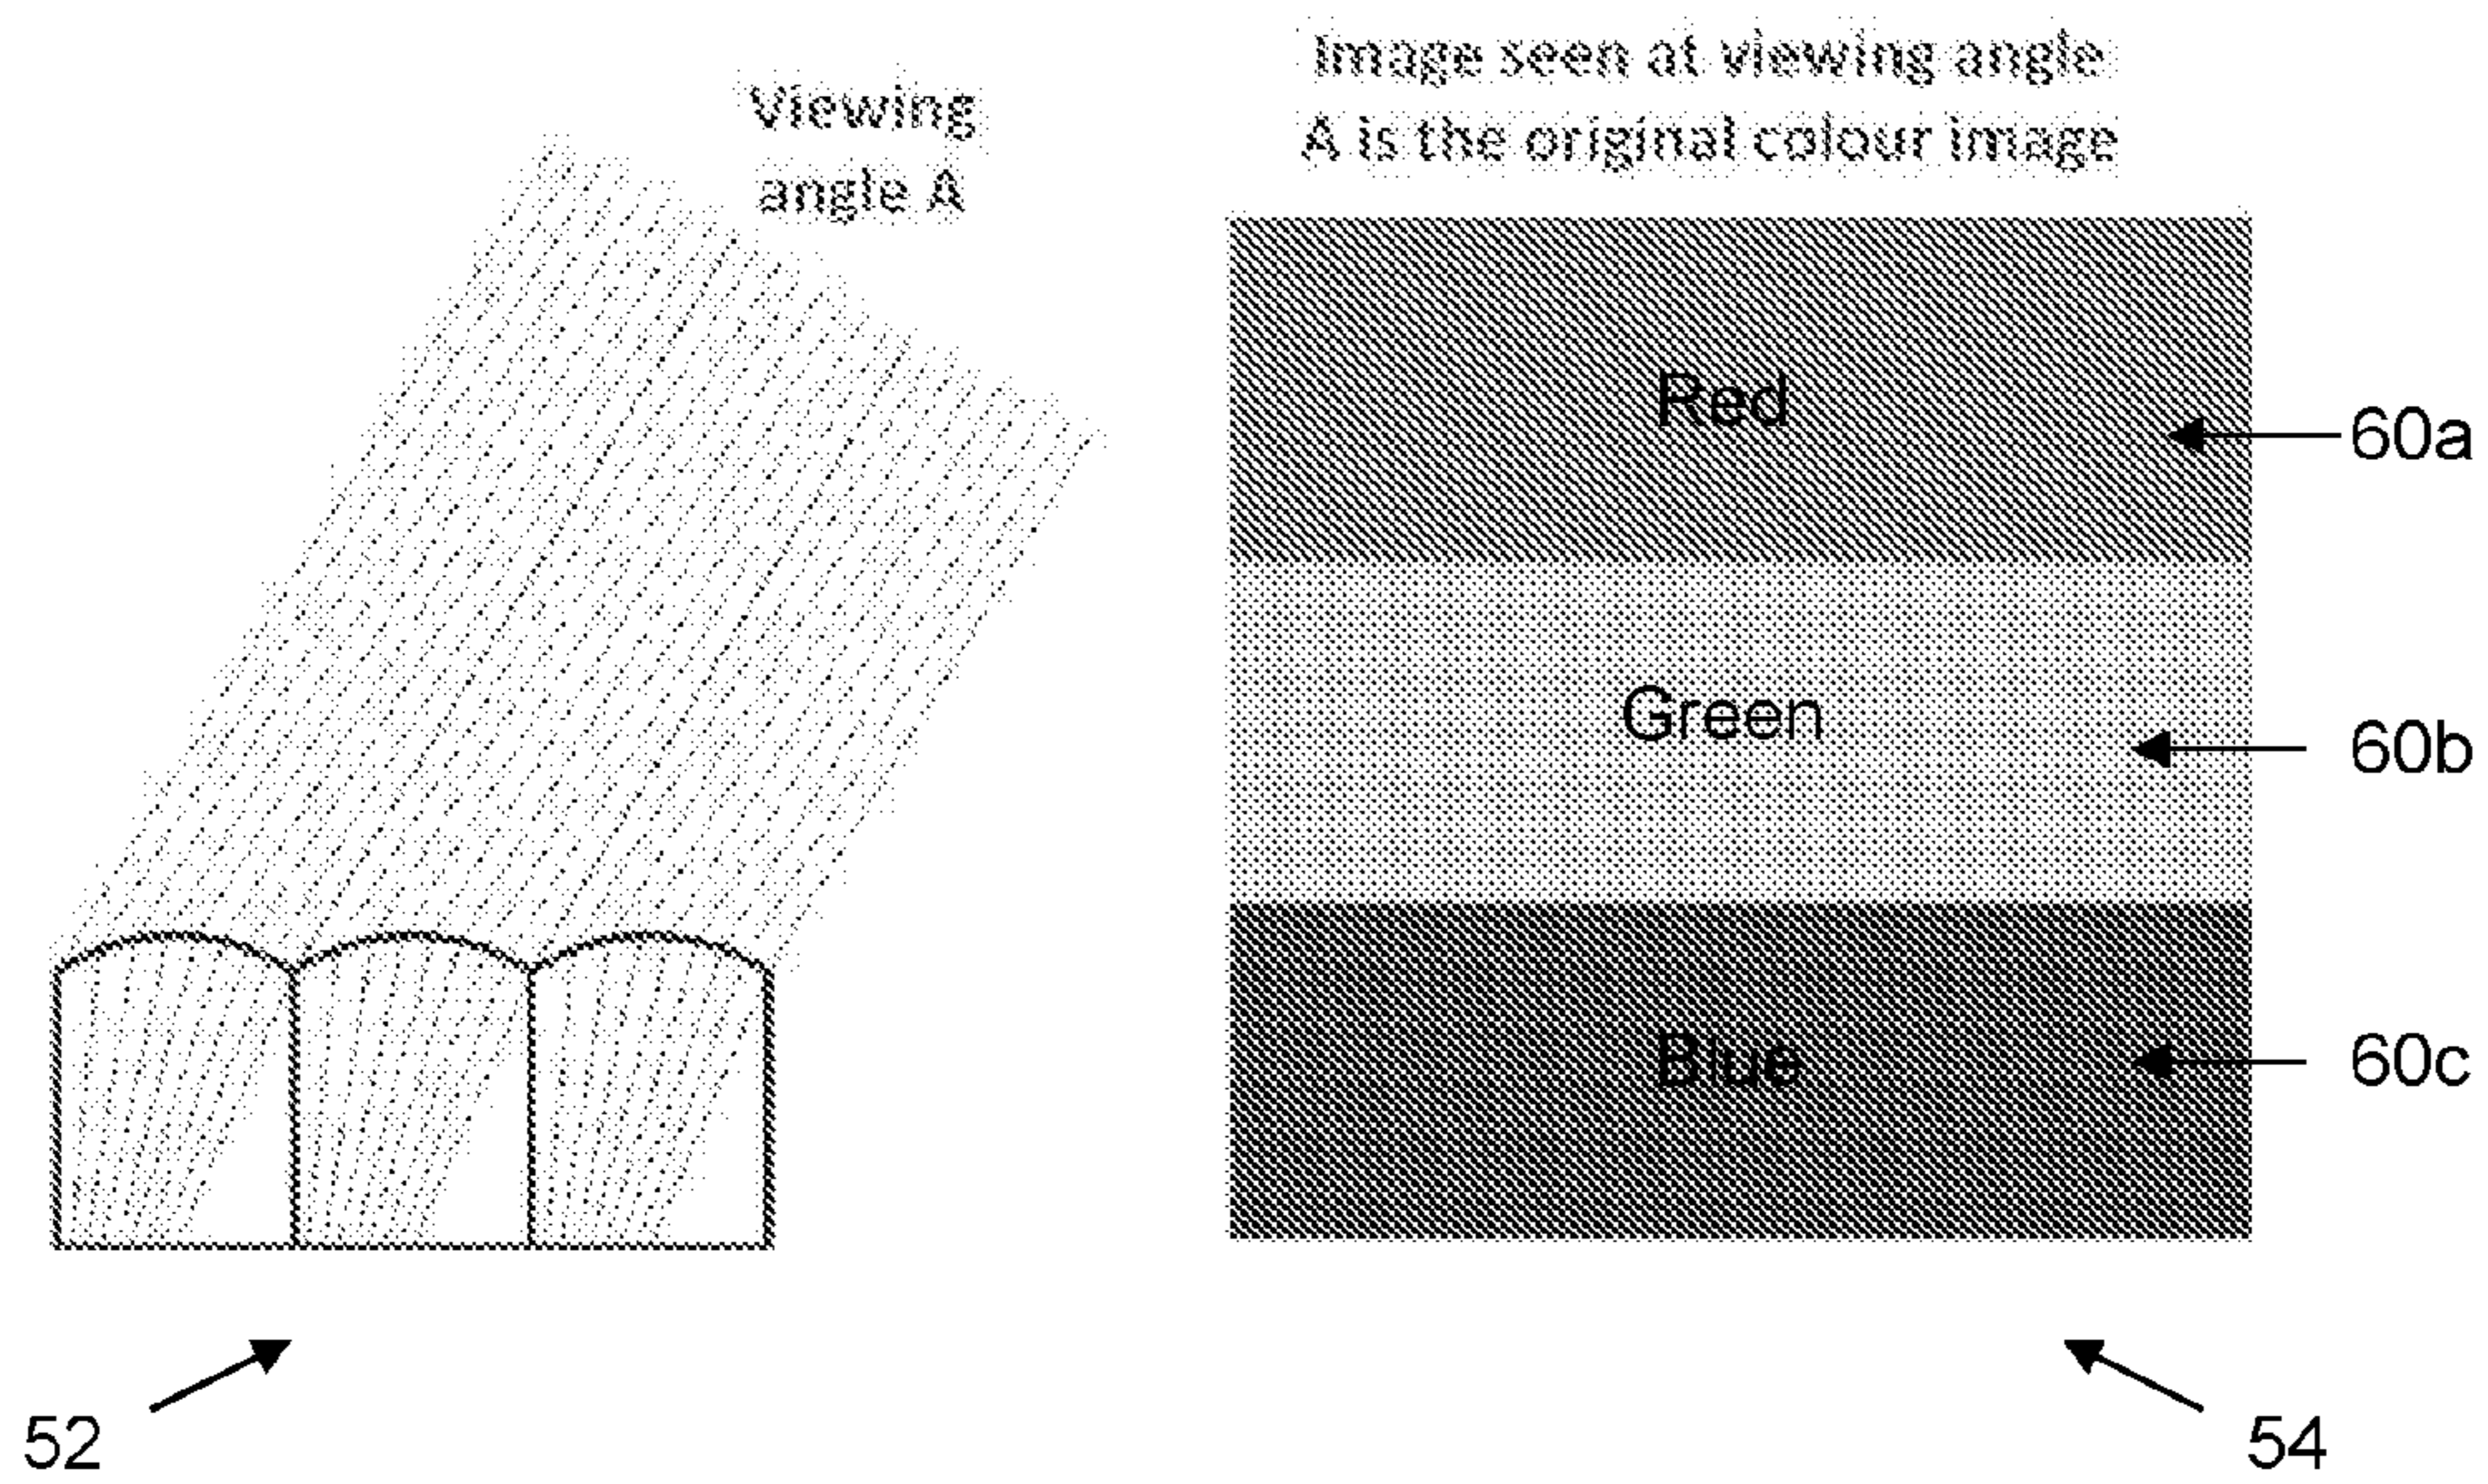 Viewing
angle A
Image seen at viewing angle
A is the original colour image
Red
60a
Green
60b
Blue
60c
52
54